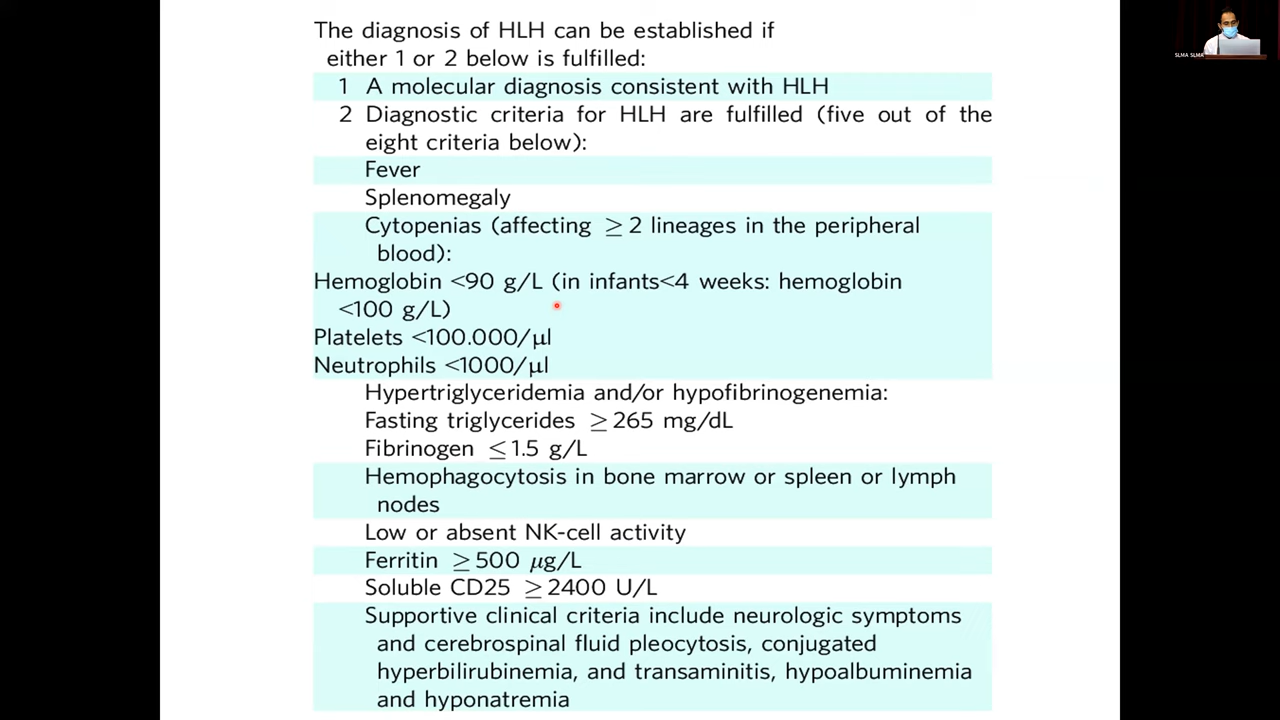 The diagnosis of HLH can be established if
either 1 or 2 below is fulfilled:
1 A molecular diagnosis consistent with HLH
2 Diagnostic criteria for HLH are fulfilled (five out of the
eight criteria below):
Fever
Splenomegaly
Cytopenias (affecting ≥2 lineages in the peripheral
blood):
Hemoglobin <90 g/L (in infants<4 weeks: hemoglobin
<100 g/L)
Platelets <100.000/μl
Neutrophils <1000/μl
Hypertriglyceridemia and/or hypofibrinogenemia:
Fasting triglycerides ≥265 mg/dL
Fibrinogen ≤1.5 g/L
Hemophagocytosis in bone marrow or spleen or lymph
nodes
Low or absent NK-cell activity
Ferritin ≥500 μg/L
Soluble CD25 ≥2400 U/L
Supportive clinical criteria include neurologic symptoms
and cerebrospinal fluid pleocytosis, conjugated
hyperbilirubinemia, and transaminitis, hypoalbuminemia
and hyponatremia
SLMA SLMA